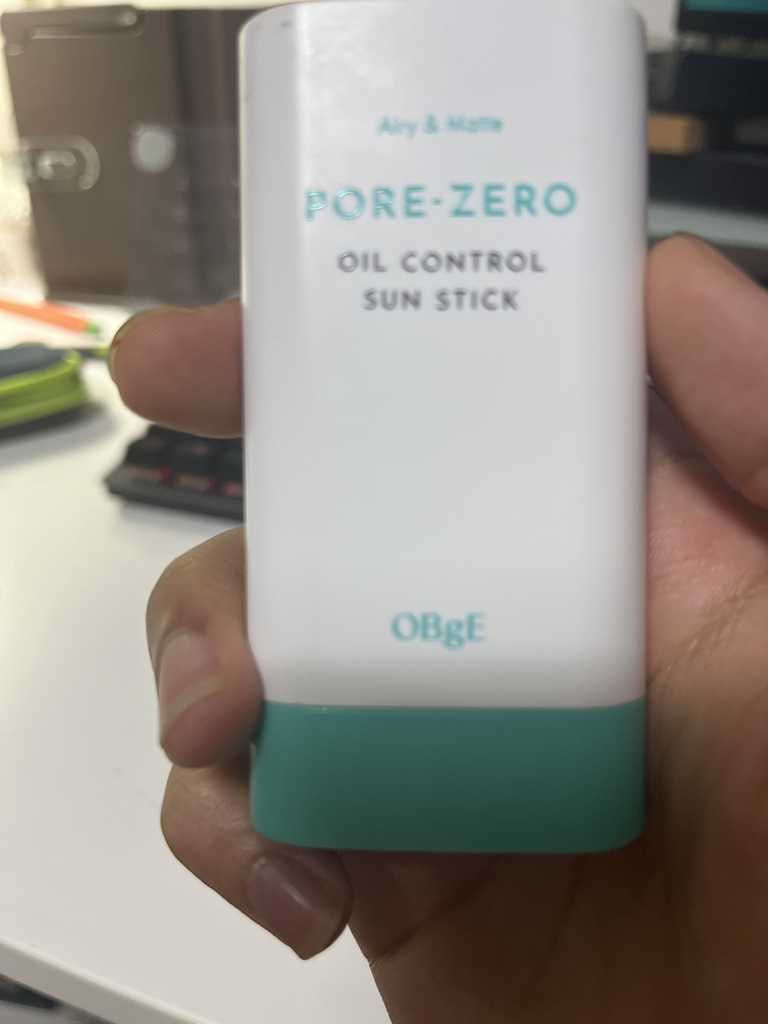 Airy & Matte
PORE-ZERO
OIL CONTROL
SUN STICK
OBgE